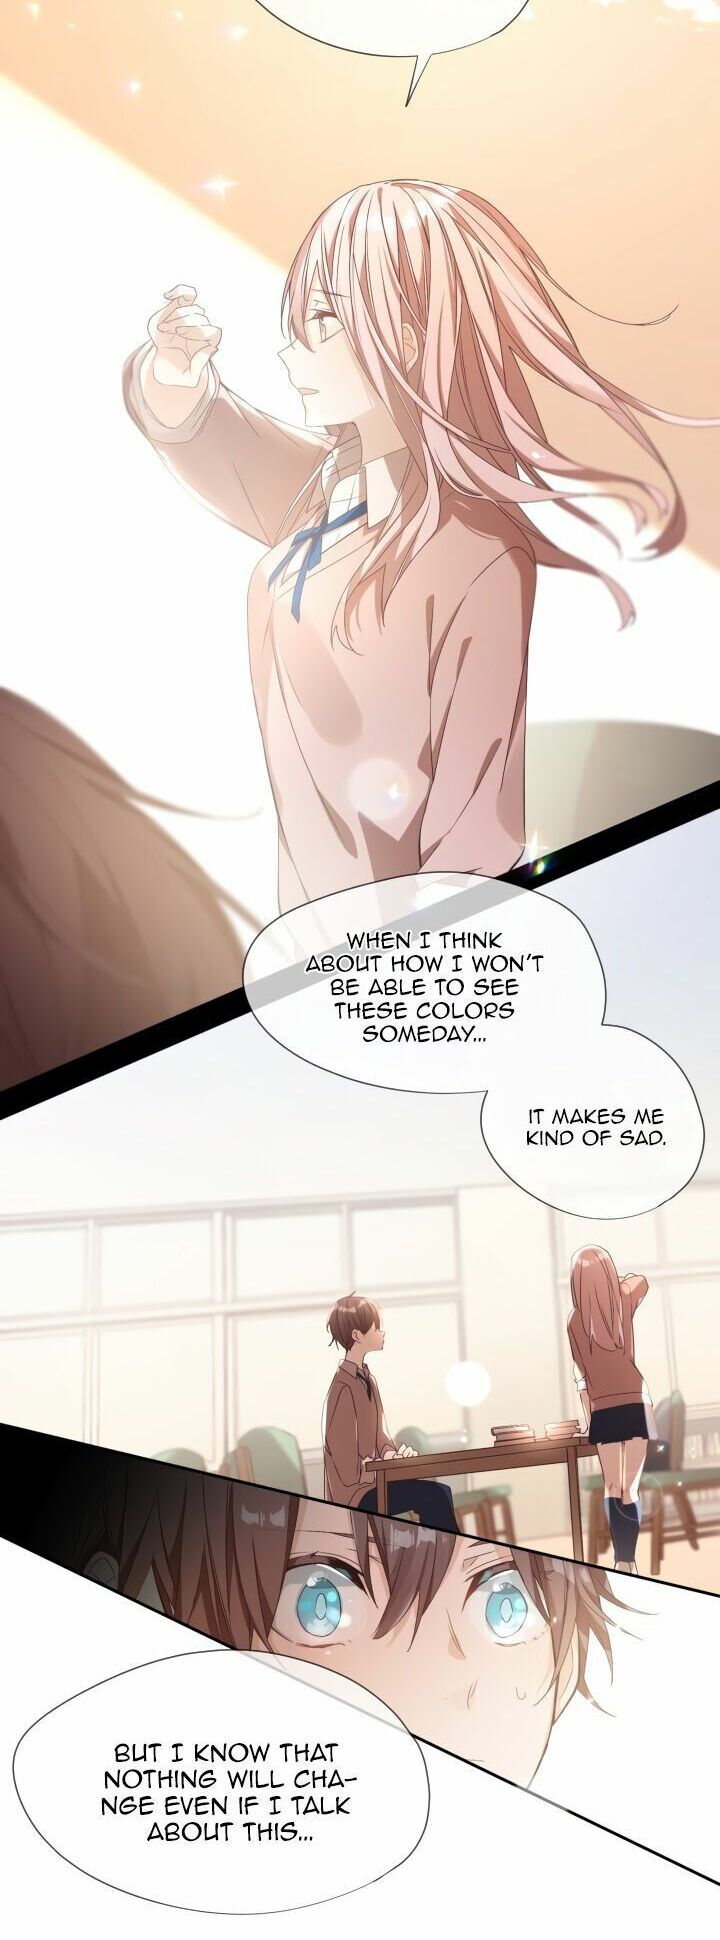 WHEN I THINK
ABOUT HOW I WON'T
BE ABLE TO SEE
THESE COLORS
SOMEDAY...
IT MAKES ME
KIND OF SAD.
BUT I KNOW THAT
NOTHING WILL CHA-
NGE EVEN IF I TALK
ABOUT THIS...